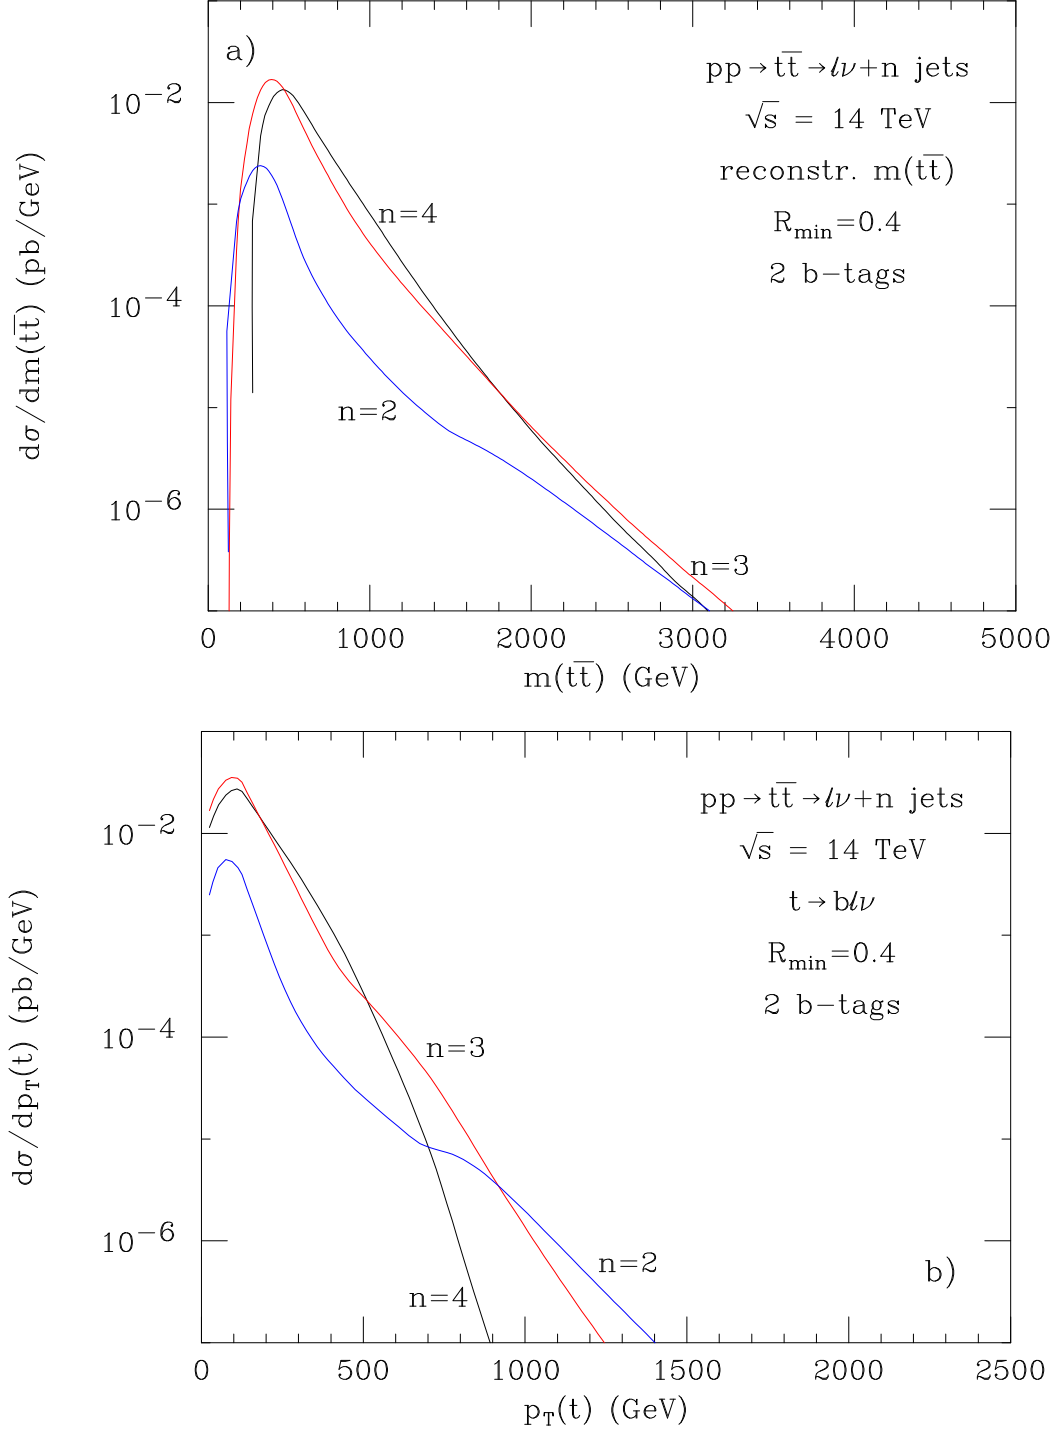 a)
pp→tt̅→lν+n jets
√s = 14 TeV
reconstr. m(tt̅)
R_min=0.4
2 b−tags
n=4
n=2
n=3
10^−2
10^−4
10^−6
dσ/dm(tt̅) (pb/GeV)
0 1000 2000 3000 4000 5000
m(tt̅) (GeV)
pp→tt̅→lν+n jets
√s = 14 TeV
t→blν
R_min=0.4
2 b−tags
n=3
n=2
n=4
b)
10^−2
10^−4
10^−6
dσ/dp_T(t) (pb/GeV)
0 500 1000 1500 2000 2500
p_T(t) (GeV)